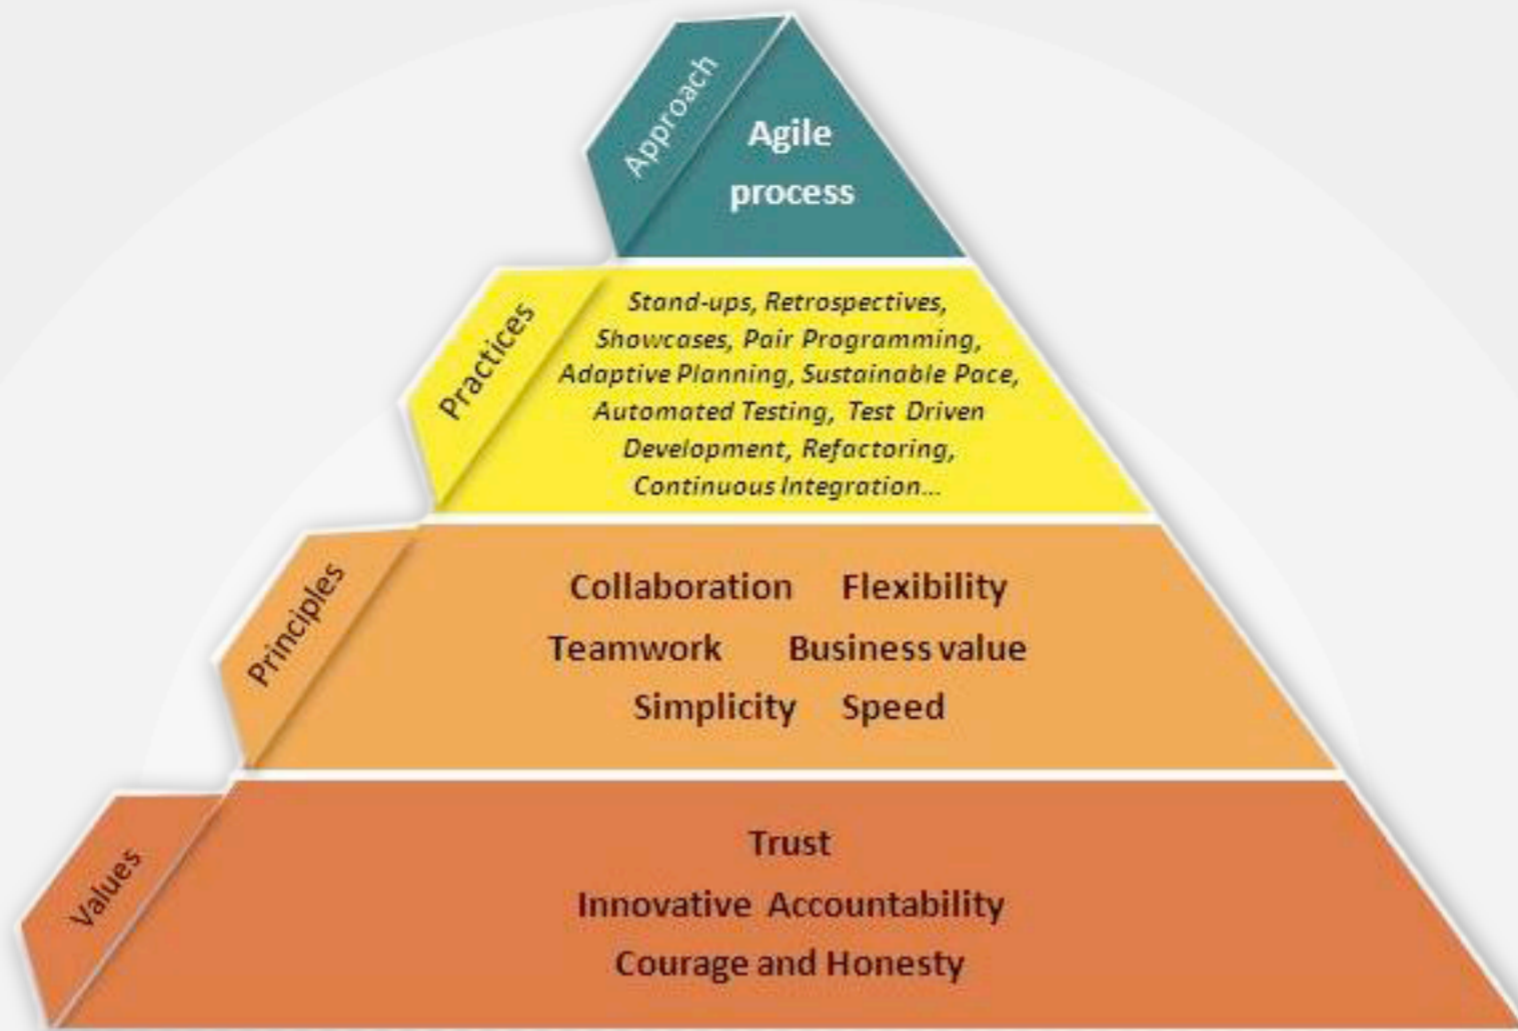 Approach
Agile
process
Practices
Stand-ups, Retrospectives,
Showcases, Pair Programming,
Adaptive Planning, Sustainable Pace,
Automated Testing, Test Driven
Development, Refactoring,
Continuous Integration...
Principles
Collaboration Flexibility
Teamwork Business value
Simplicity Speed
Values
Trust
Innovative Accountability
Courage and Honesty